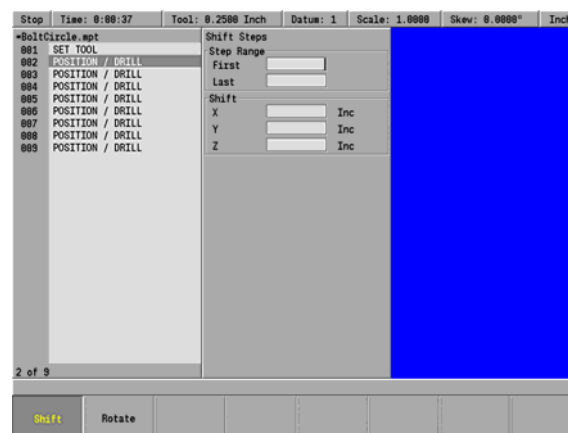 Stop Time: 0:00:37 Tool: 0.2500 Inch Datum: 1 Scale: 1.0000 Skew: 0.0000° Inch
*BoltCircle.mpt
001 SET TOOL
002 POSITION / DRILL
003 POSITION / DRILL
004 POSITION / DRILL
005 POSITION / DRILL
006 POSITION / DRILL
007 POSITION / DRILL
008 POSITION / DRILL
009 POSITION / DRILL
2 of 9
Shift Steps
Step Range
First
Last
Shift
X Inc
Y Inc
Z Inc
Shift Rotate